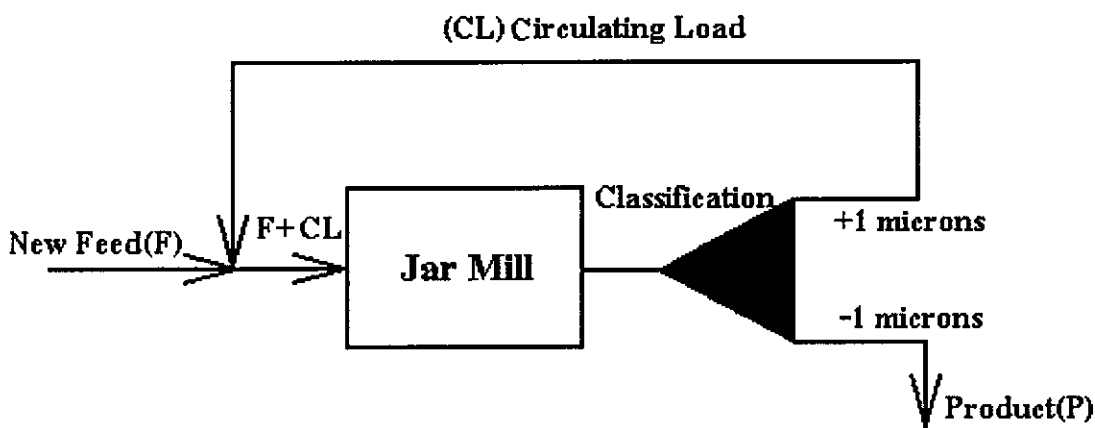 (CL) Circulating Load
Classification
+1 microns
New Feed(F)
F+CL
Jar Mill
-1 microns
Product(P)